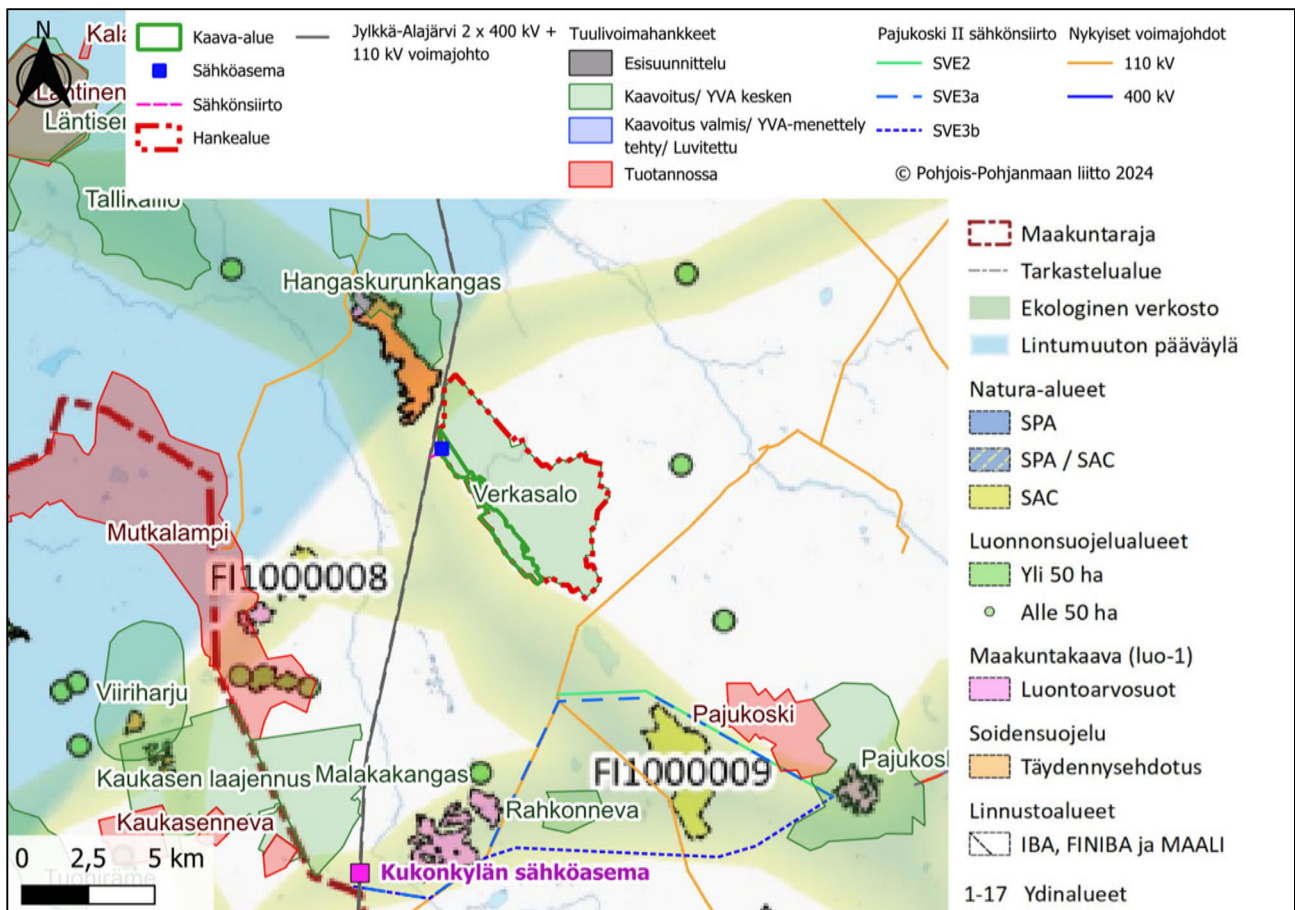 N
Kaava-alue
Sähköasema
Sähkönsiirto
Hankealue
Jylkkä-Alajärvi 2 x 400 kV +
110 kV voimajohto
Tuulivoimahankkeet
Esisuunnittelu
Kaavoitus/ YVA kesken
Kaavoitus valmis/ YVA-menettely
tehty/ Luvitettu
Tuotannossa
Pajukoski II sähkönsiirto
SVE2
SVE3a
SVE3b
Nykyiset voimajohdot
110 kV
400 kV
© Pohjois-Pohjanmaan liitto 2024
Maakuntaraja
Tarkastelualue
Ekologinen verkosto
Lintumuuton pääväylä
Natura-alueet
SPA
SPA / SAC
SAC
Luonnonsuojelualueet
Yli 50 ha
Alle 50 ha
Maakuntakaava (luo-1)
Luontoarvosuot
Soidensuojelu
Täydennysehdotus
Linnustoalueet
IBA, FINIBA ja MAALI
1-17 Ydinalueet
Kala
Läntinen
Läntisen
Tallikallio
Hangaskurunkangas
Verkasalo
Mutkalampi
FI1000008
Viiriharju
Pajukoski
FI1000009
Pajukosk
Kaukasen laajennus
Malakakangas
Rahkonneva
Kaukasenneva
0 2,5 5 km
Kukonkylän sähköasema
Tuoniräme